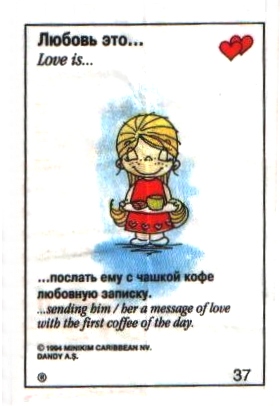 Любовь это...
Love is...
...послать ему с чашкой кофе
любовную записку.
...sending him / her a message of love
with the first coffee of the day.
© 1994 MINIKIM CARIBBEAN NV.
DANDY A.Ş.
® 37